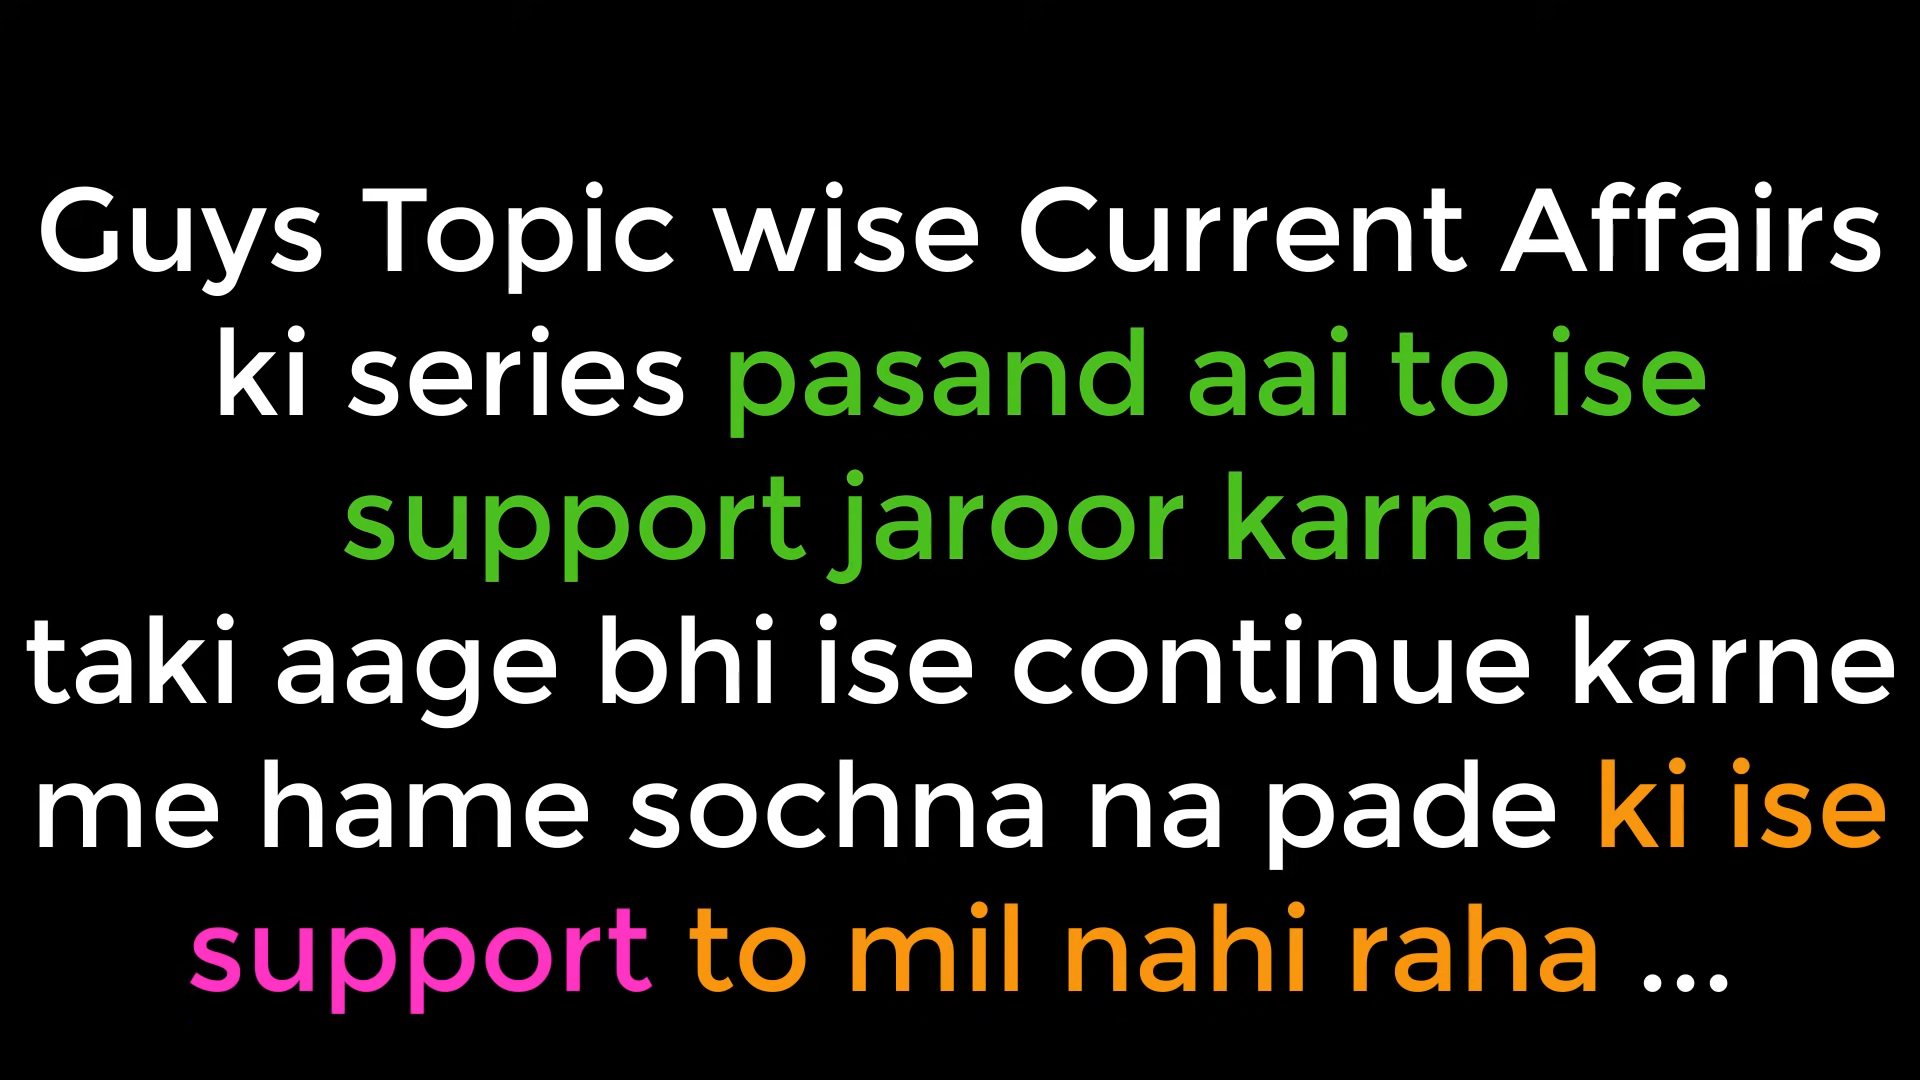 Guys Topic wise Current Affairs
ki series pasand aai to ise
support jaroor karna
taki aage bhi ise continue karne
me hame sochna na pade ki ise
support to mil nahi raha ...